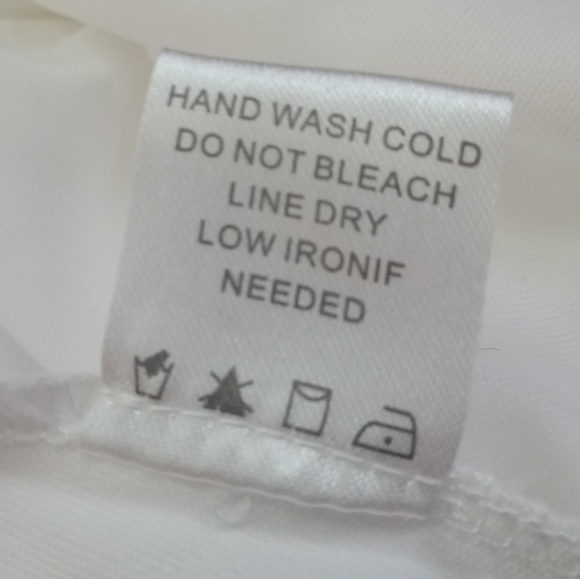 HAND WASH COLD
DO NOT BLEACH
LINE DRY
LOW IRONIF
NEEDED